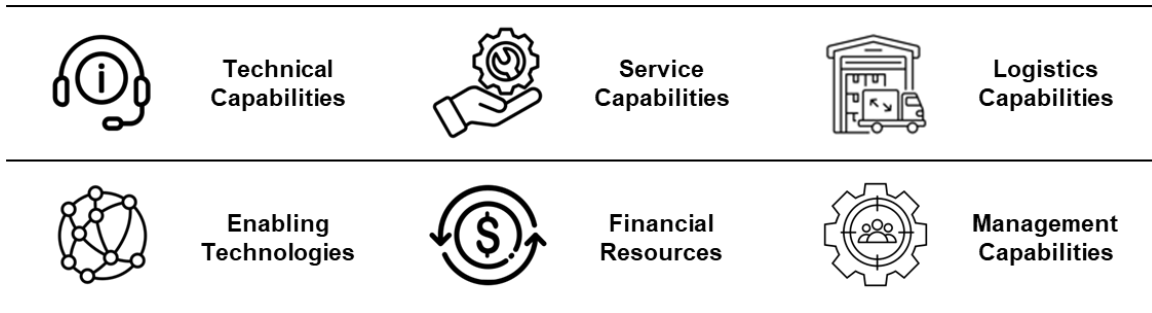 Technical
Capabilities
Service
Capabilities
Logistics
Capabilities
Enabling
Technologies
Financial
Resources
Management
Capabilities
i
$